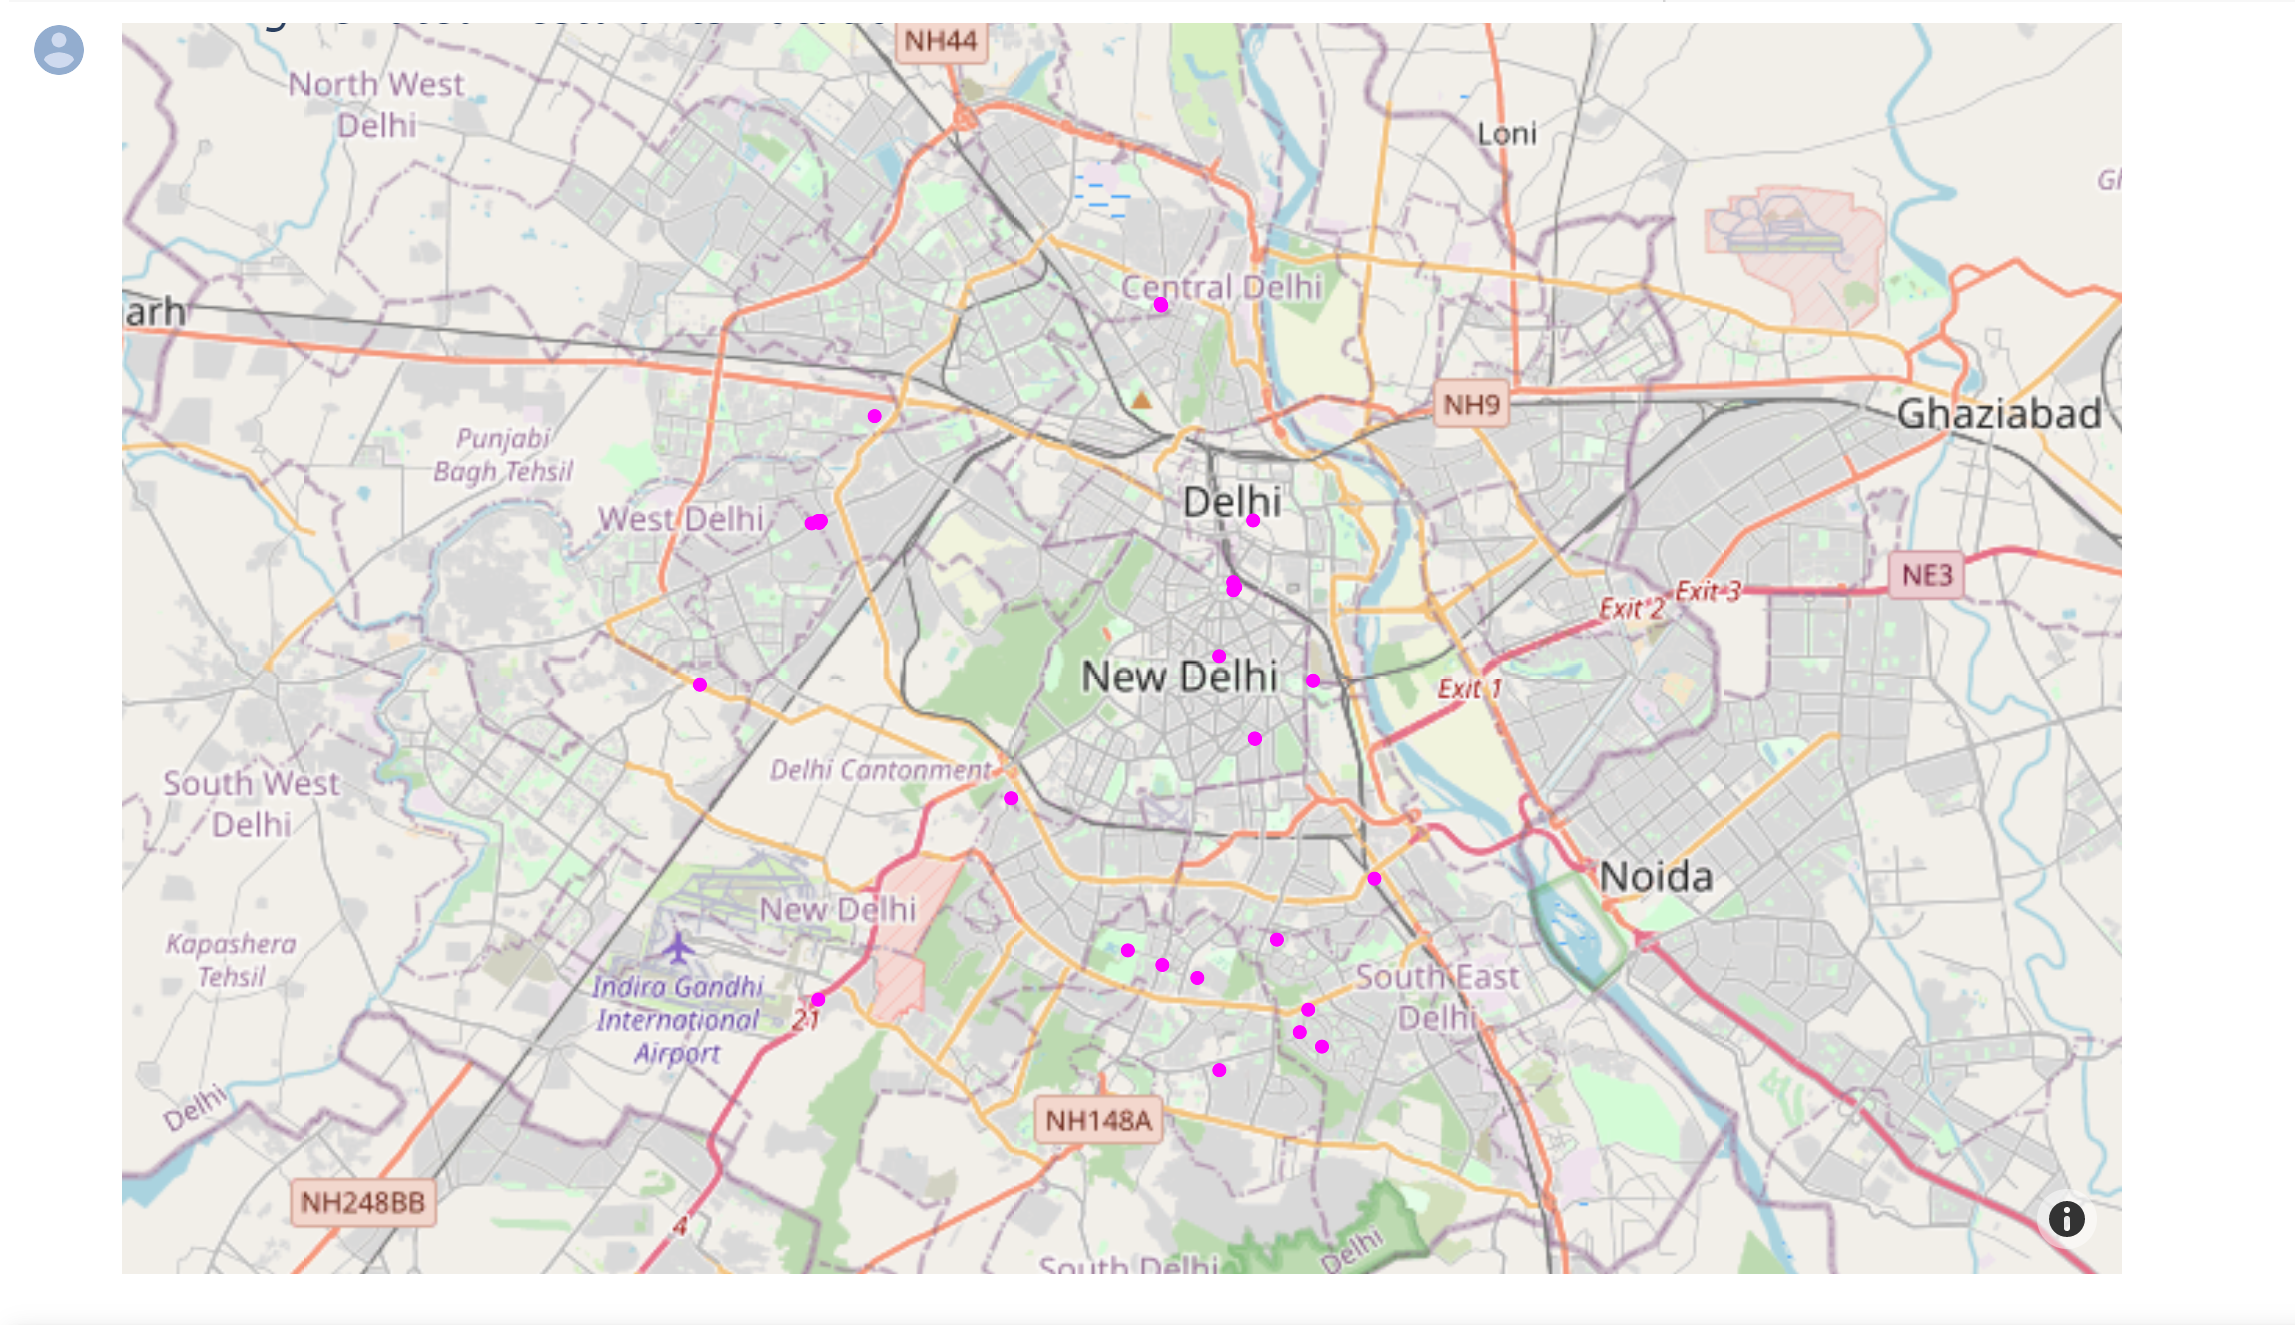 NH44
North West
Delhi
Loni
Gh
Central Delhi
arh
NH9
Ghaziabad
Punjabi
Bagh Tehsil
West Delhi
Delhi
NE3
Exit 3
Exit 2
New Delhi
Exit 1
Delhi Cantonment
South West
Delhi
Noida
New Delhi
Kapashera
Tehsil
Indira Gandhi
International
Airport
21
South East
Delhi
Delhi
NH148A
NH248BB
4
Delhi
South Delhi